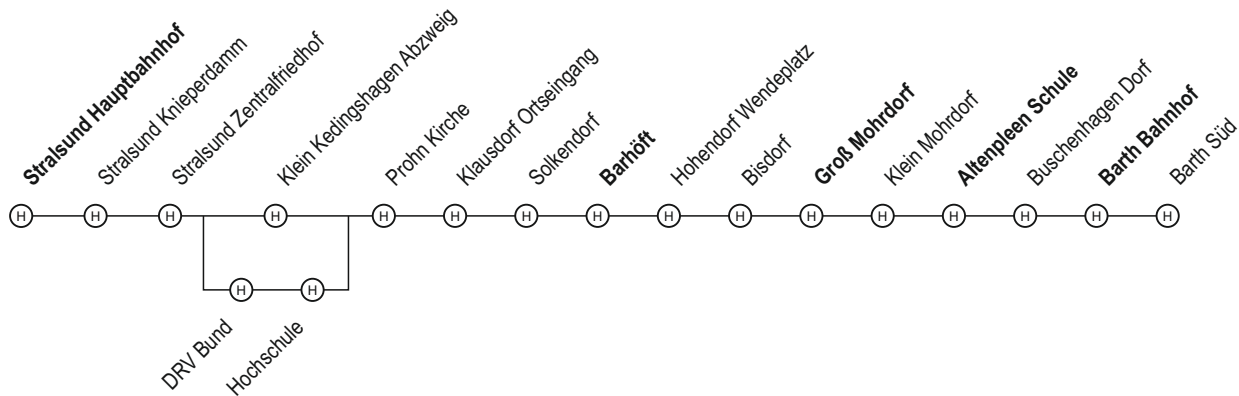 Stralsund Hauptbahnhof
Stralsund Knieperdamm
Stralsund Zentralfriedhof
Klein Kedingshagen Abzweig
Prohn Kirche
Klausdorf Ortseingang
Solkendorf
Barhöft
Hohendorf Wendeplatz
Bisdorf
Groß Mohrdorf
Klein Mohrdorf
Altenpleen Schule
Buschenhagen Dorf
Barth Bahnhof
Barth Süd
H H H H H H H H H H H H H H H H
H H
DRV Bund
Hochschule